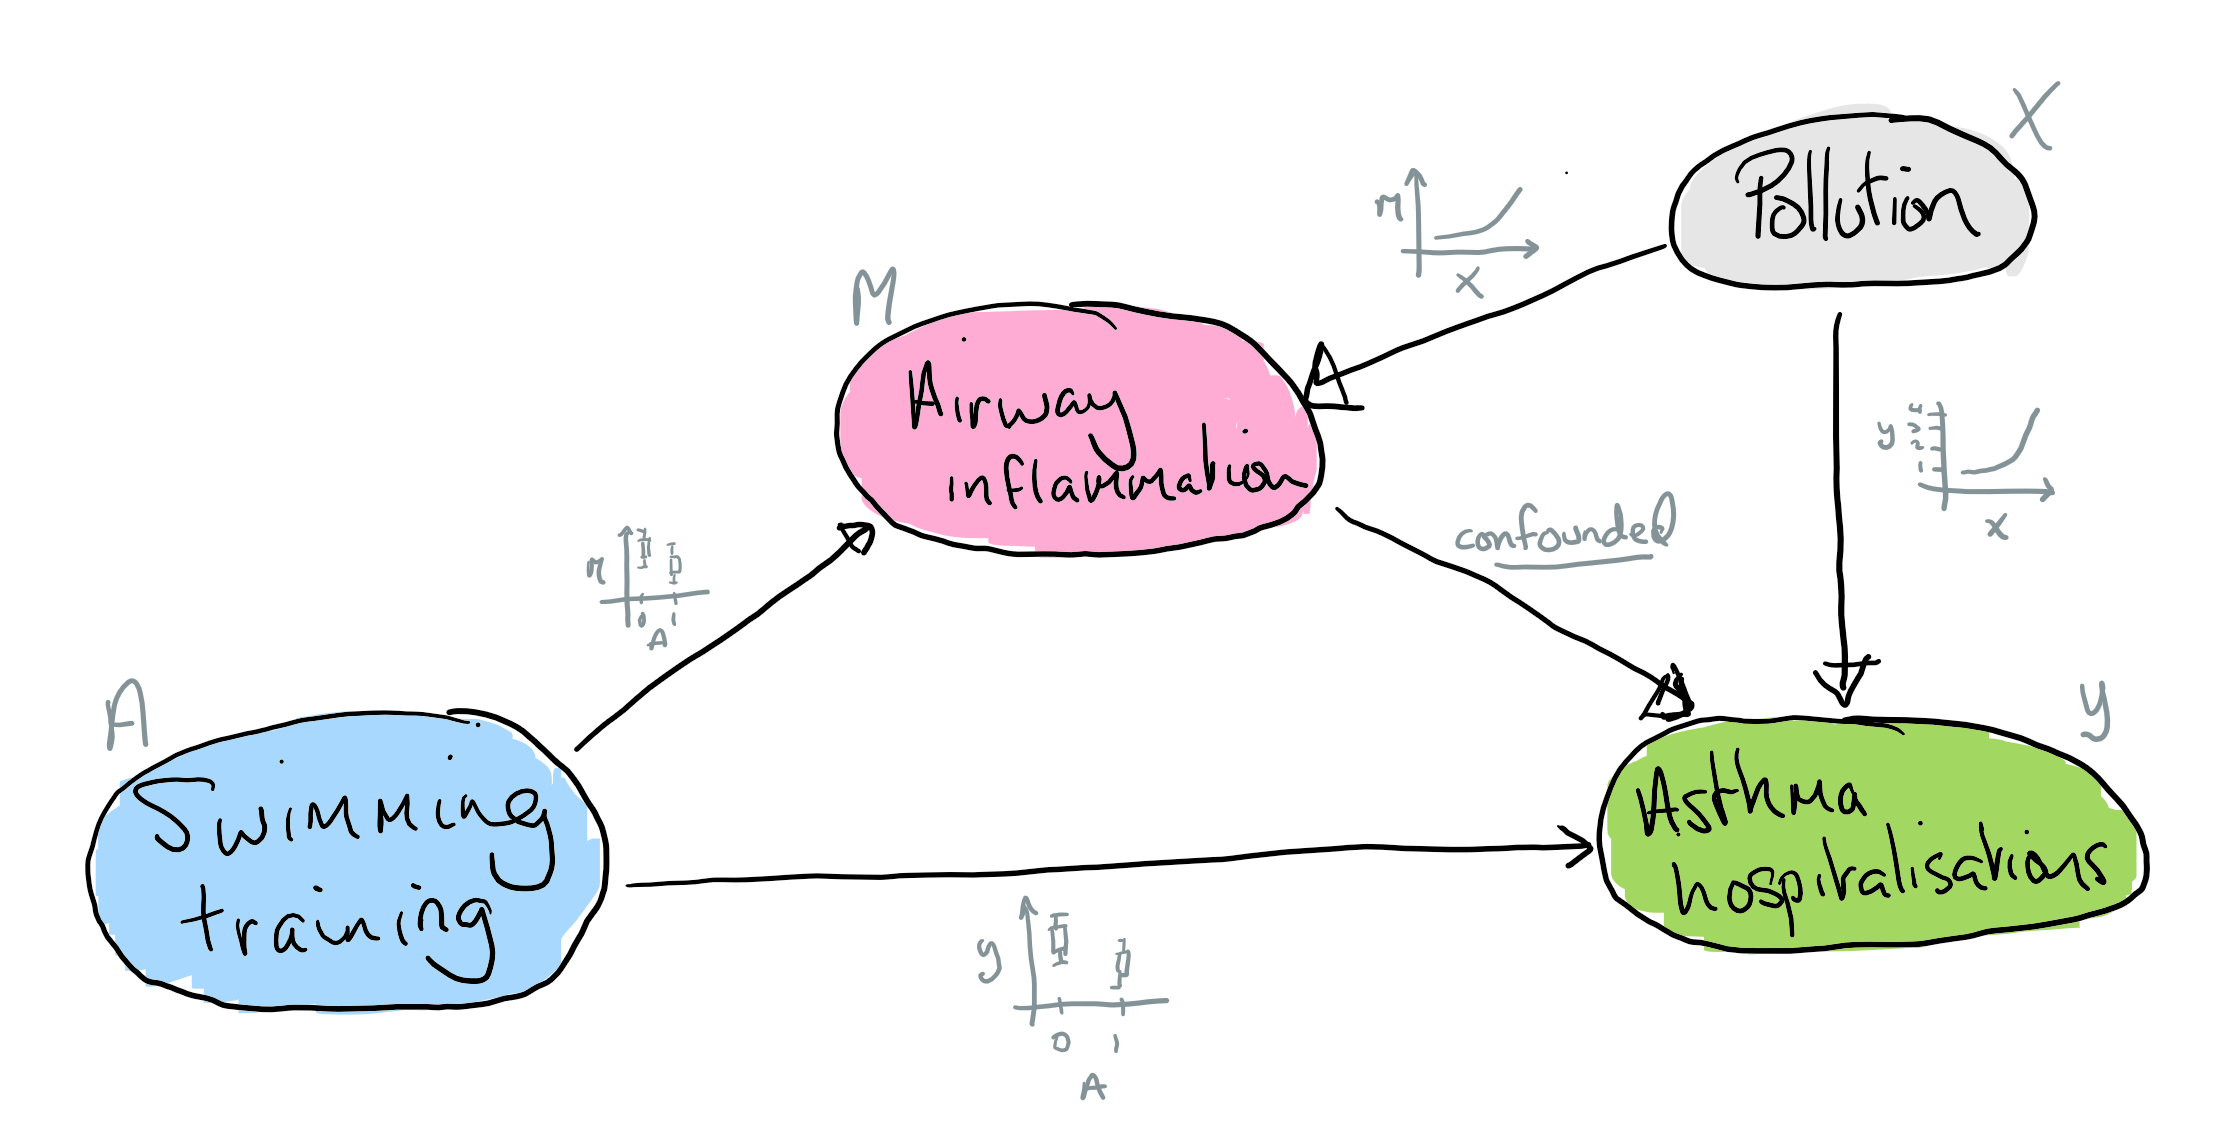 X
Pollution
M
X
M
Airway
inflammation
y
4
3
2
1
x
confounded
M
0 1
A
A
Swimming
training
y
Asthma
hospitalisations
y
0 1
A